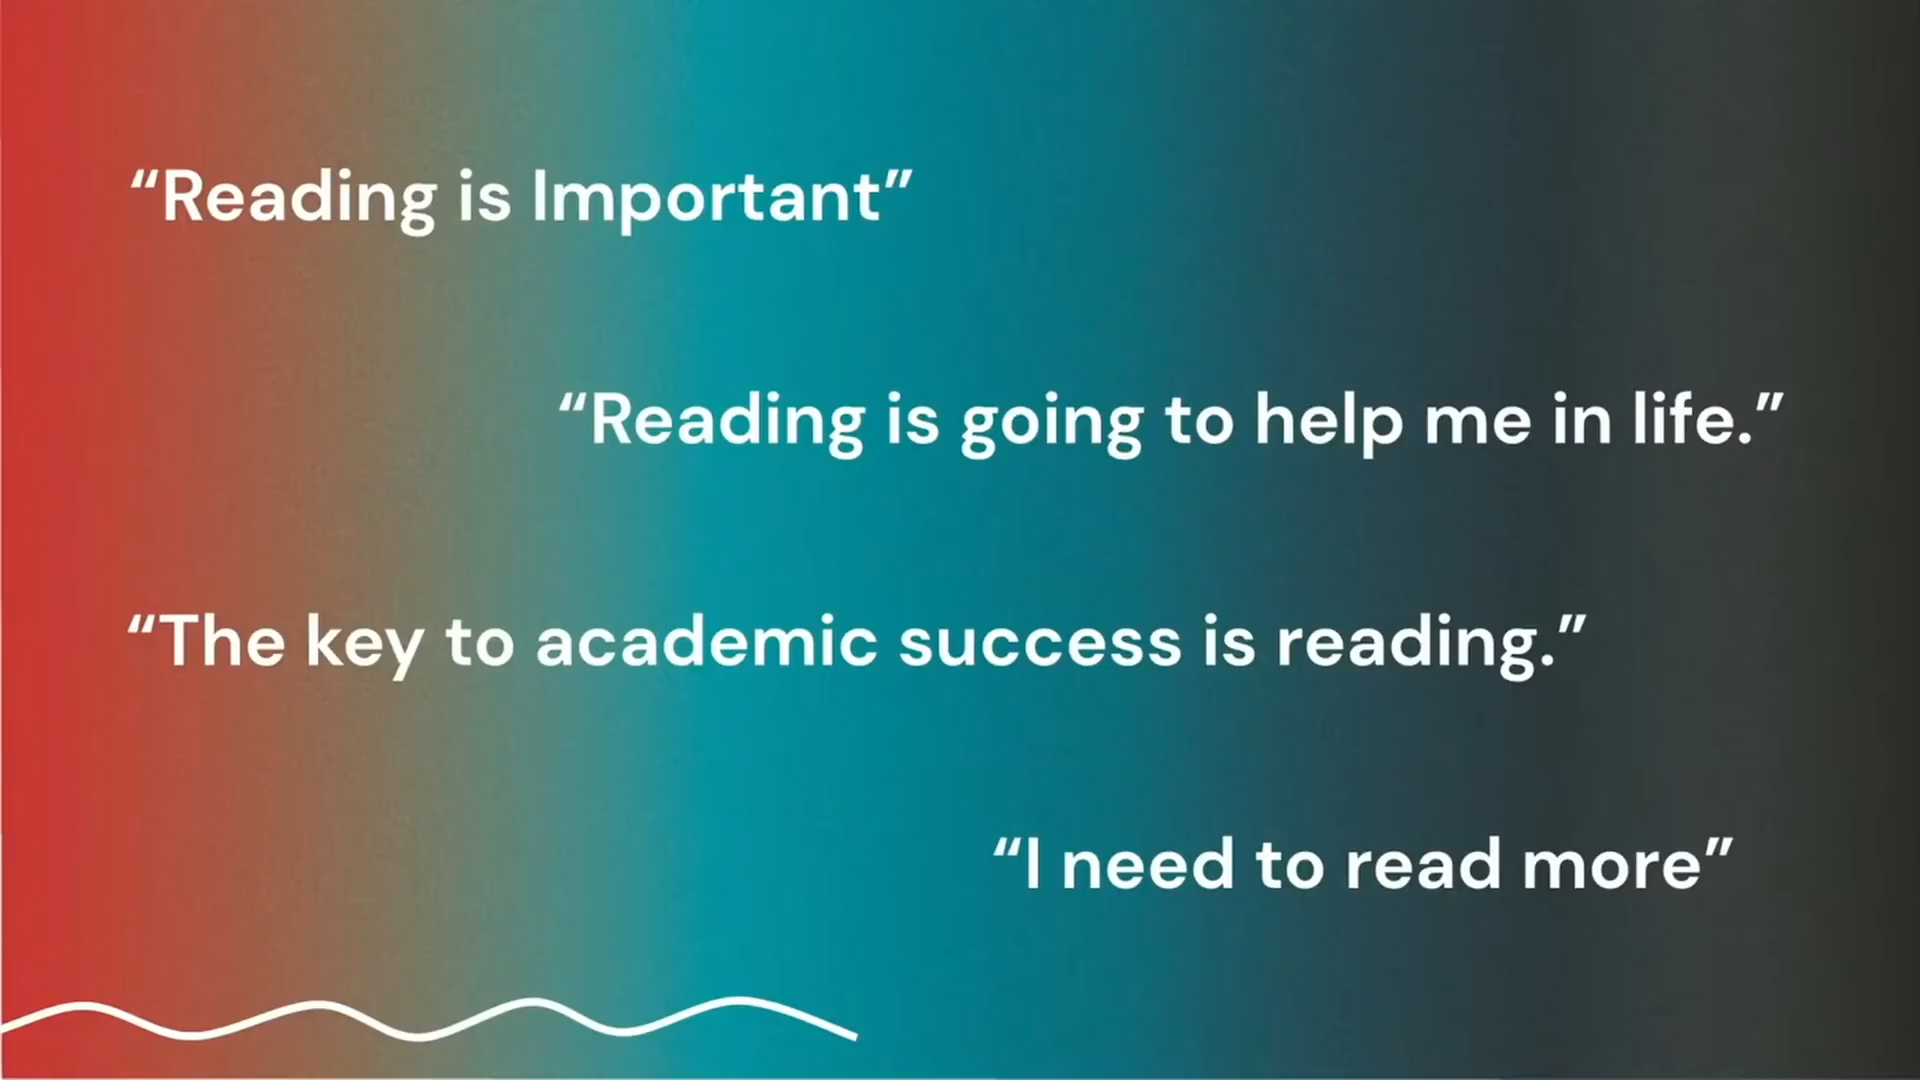 “Reading is Important”
“Reading is going to help me in life.”
“The key to academic success is reading.”
“I need to read more”